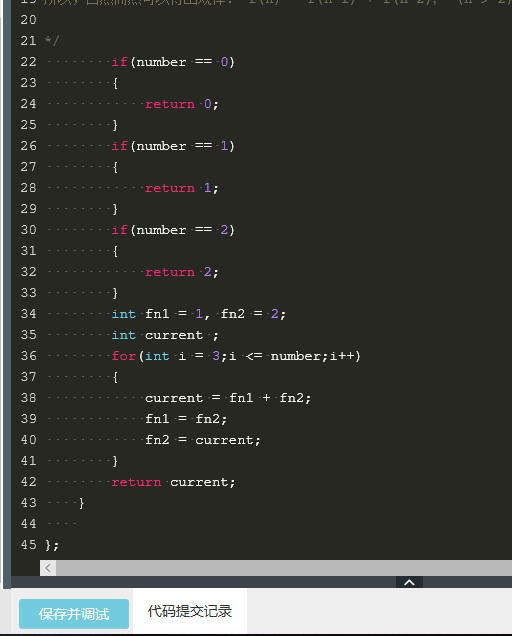 20
21 */
22 if(number == 0)
23 {
24 return 0;
25 }
26 if(number == 1)
27 {
28 return 1;
29 }
30 if(number == 2)
31 {
32 return 2;
33 }
34 int fn1 = 1, fn2 = 2;
35 int current ;
36 for(int i = 3;i <= number;i++)
37 {
38 current = fn1 + fn2;
39 fn1 = fn2;
40 fn2 = current;
41 }
42 return current;
43 }
44
45 };
保存并调试 代码提交记录